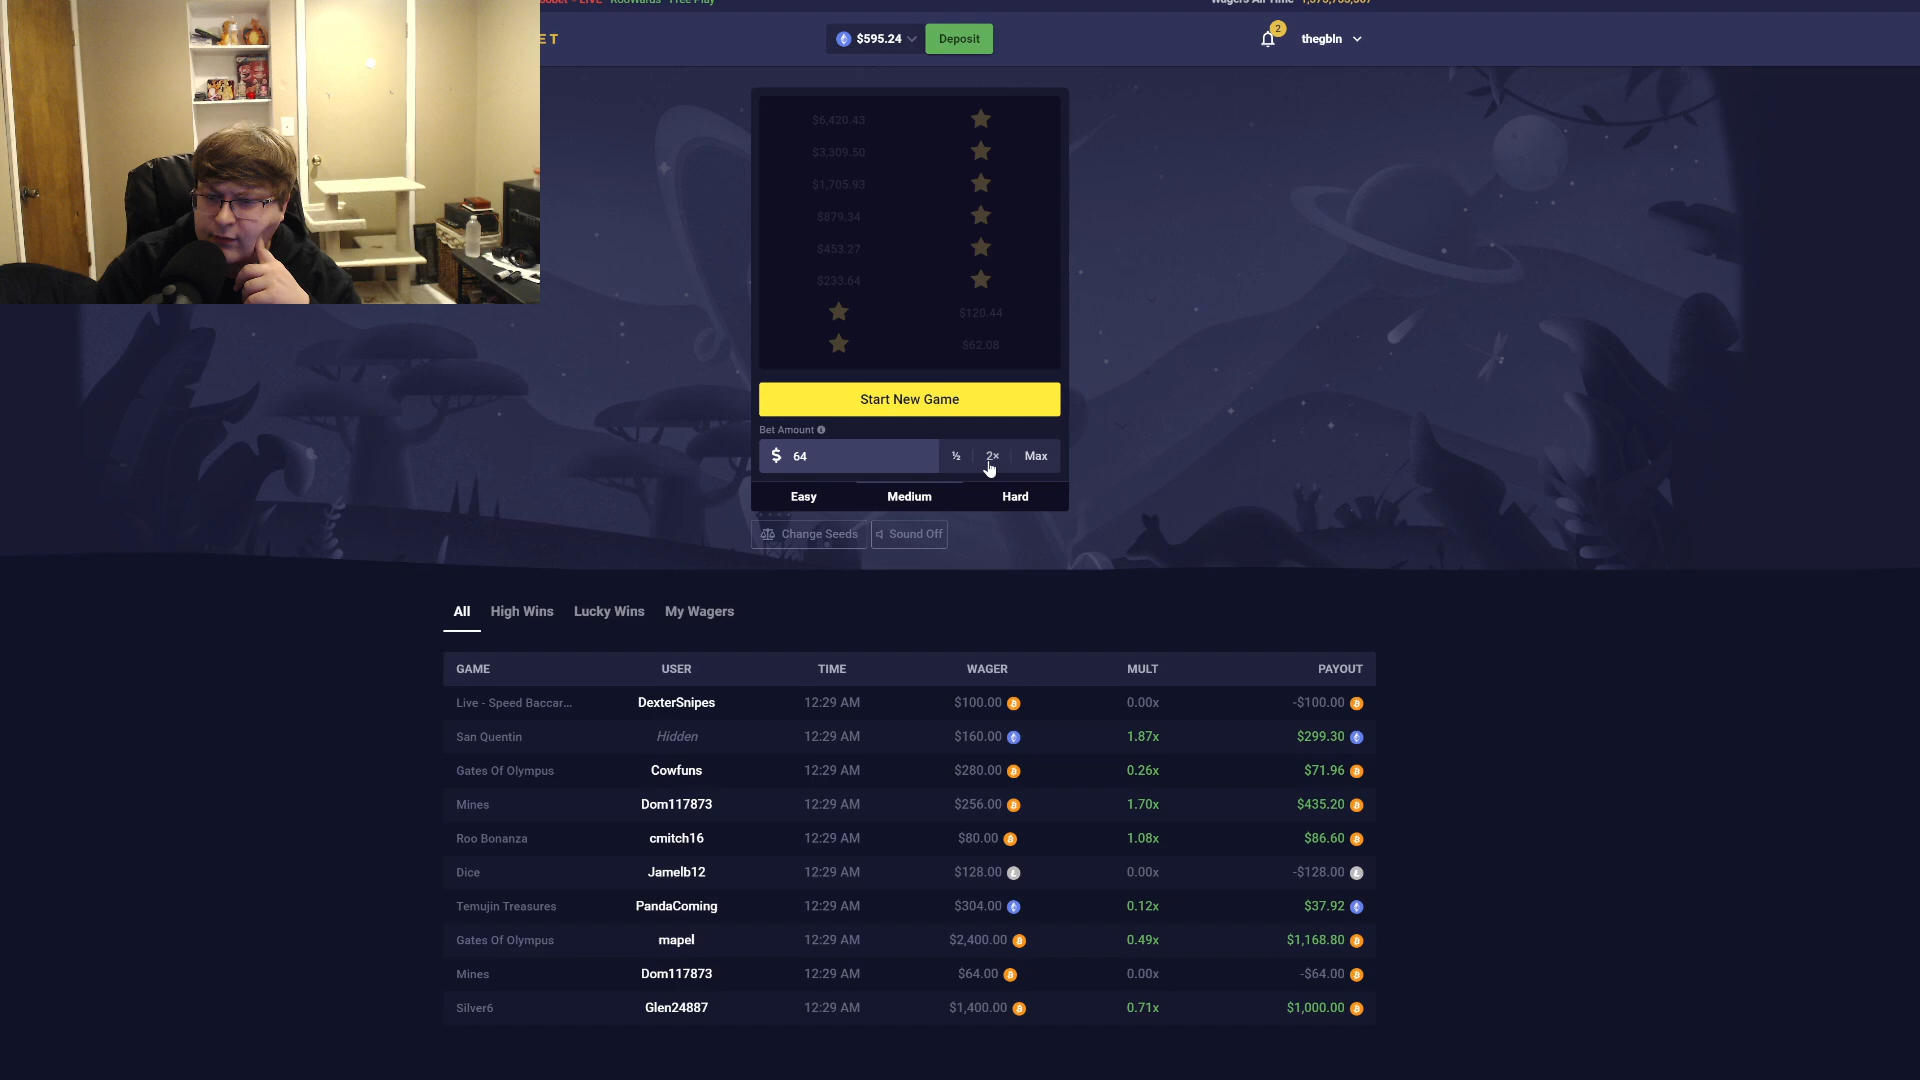 ET
$595.24
Deposit
2
thegbln
$6,420.43
$3,309.50
$1,705.93
$879.34
$453.27
$233.64
$120.44
$62.08
Start New Game
Bet Amount
$ 64 ½ 2× Max
Easy Medium Hard
Change Seeds Sound Off
All High Wins Lucky Wins My Wagers
GAME USER TIME WAGER MULT PAYOUT
Live - Speed Baccar... DexterSnipes 12:29 AM $100.00 0.00x -$100.00
San Quentin Hidden 12:29 AM $160.00 1.87x $299.30
Gates Of Olympus Cowfuns 12:29 AM $280.00 0.26x $71.96
Mines Dom117873 12:29 AM $256.00 1.70x $435.20
Roo Bonanza cmitch16 12:29 AM $80.00 1.08x $86.60
Dice Jamelb12 12:29 AM $128.00 0.00x -$128.00
Temujin Treasures PandaComing 12:29 AM $304.00 0.12x $37.92
Gates Of Olympus mapel 12:29 AM $2,400.00 0.49x $1,168.80
Mines Dom117873 12:29 AM $64.00 0.00x -$64.00
Silver6 Glen24887 12:29 AM $1,400.00 0.71x $1,000.00